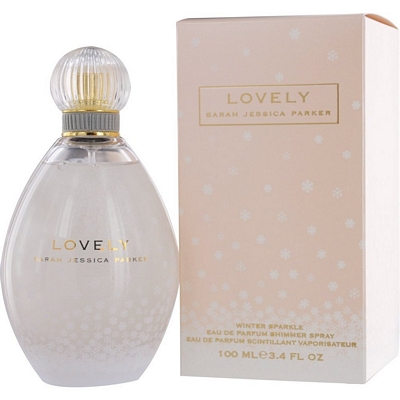 LOVELY
SARAH JESSICA PARKER
LOVELY
SARAH JESSICA PARKER
WINTER SPARKLE
EAU DE PARFUM SHIMMER SPRAY
EAU DE PARFUM SCINTILLANT VAPORISATEUR
100 ML ℮ 3.4 FL OZ